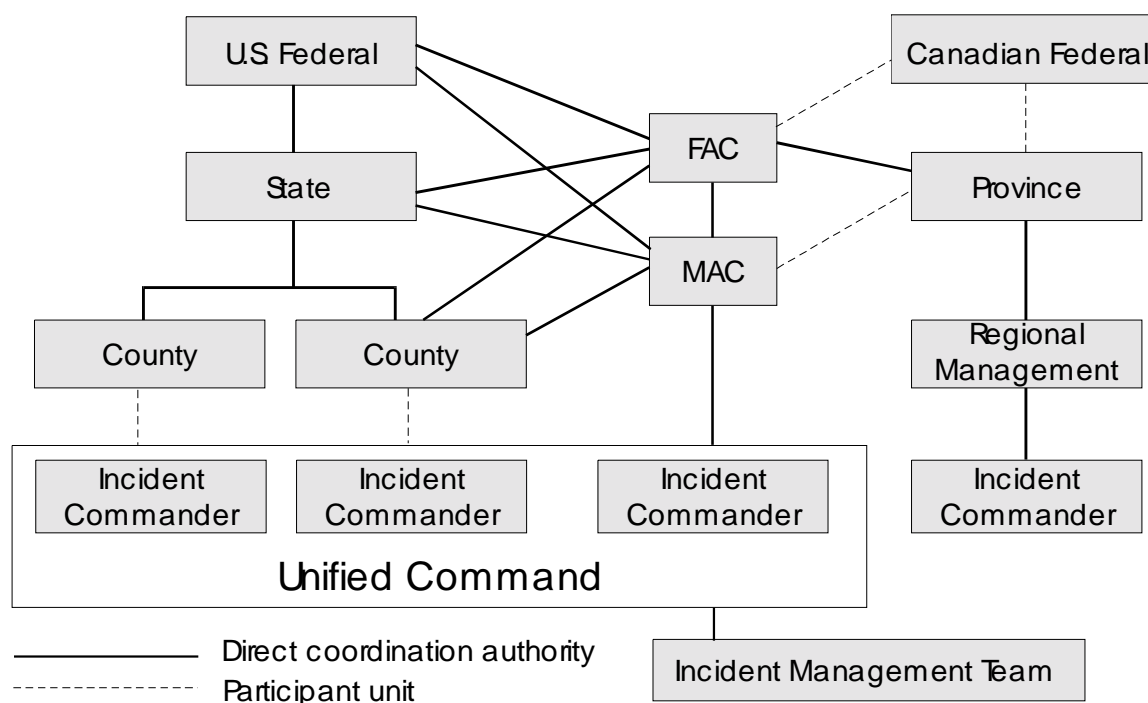 U.S. Federal
Canadian Federal
FAC
State
Province
MAC
County
County
Regional
Management
Incident
Commander
Incident
Commander
Incident
Commander
Incident
Commander
Unified Command
Direct coordination authority
Incident Management Team
Participant unit